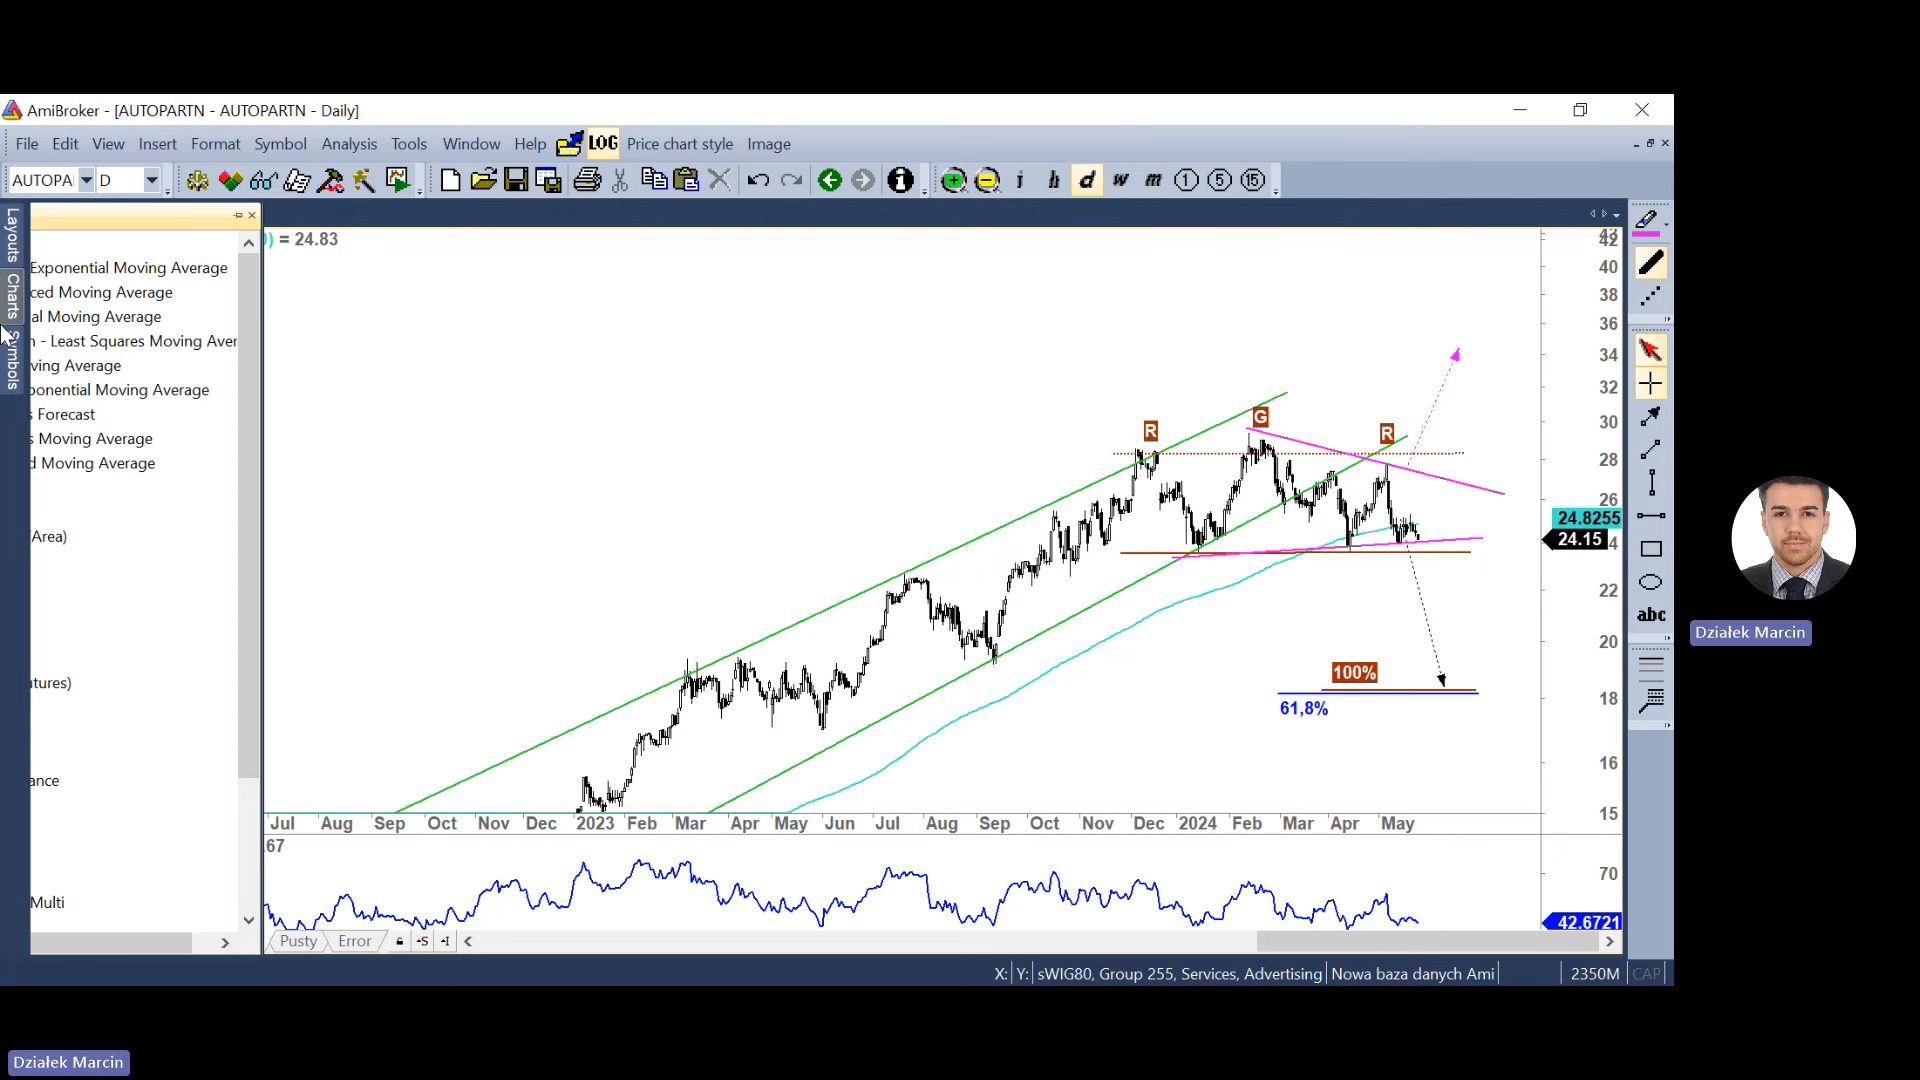 AmiBroker - [AUTOPARTN - AUTOPARTN - Daily]
File Edit View Insert Format Symbol Analysis Tools Window Help LOG Price chart style Image
AUTOPA D i h d w m 1 5 15
Layouts
Charts
Symbols
Exponential Moving Average
ced Moving Average
al Moving Average
n - Least Squares Moving Aver
ving Average
ponential Moving Average
s Forecast
s Moving Average
d Moving Average
(Area)
utures)
ance
Multi
) = 24.83
R
G
R
100%
61,8%
42
40
38
36
34
32
30
28
26
24.8255
24.15
4
22
20
18
16
15
Jul Aug Sep Oct Nov Dec 2023 Feb Mar Apr May Jun Jul Aug Sep Oct Nov Dec 2024 Feb Mar Apr May
.67
70
42.6721
Pusty Error S I
X: Y: sWIG80, Group 255, Services, Advertising Nowa baza danych Ami 2350M CAP
abc
Działek Marcin
Działek Marcin